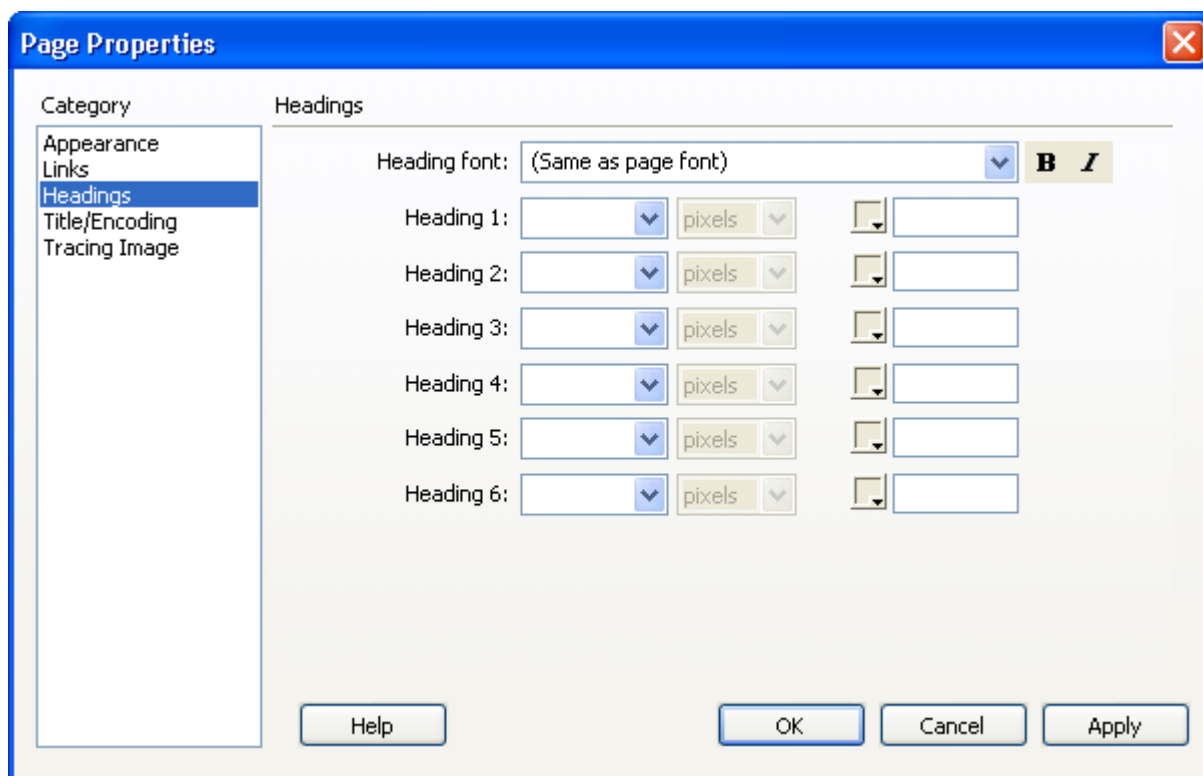 Page Properties
Category
Appearance
Links
Headings
Title/Encoding
Tracing Image
Headings
Heading font: (Same as page font) B I
Heading 1: pixels
Heading 2: pixels
Heading 3: pixels
Heading 4: pixels
Heading 5: pixels
Heading 6: pixels
Help OK Cancel Apply